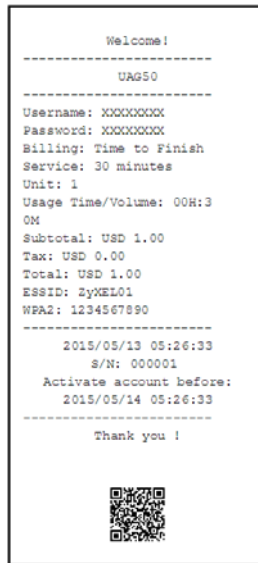 Welcome!
------------------------
UAG50
------------------------
Username: XXXXXXXX
Password: XXXXXXXX
Billing: Time to Finish
Service: 30 minutes
Unit: 1
Usage Time/Volume: 00H:3
0M
Subtotal: USD 1.00
Tax: USD 0.00
Total: USD 1.00
ESSID: ZyXEL01
WPA2: 1234567890
------------------------
2015/05/13 05:26:33
S/N: 000001
Activate account before:
2015/05/14 05:26:33
------------------------
Thank you !